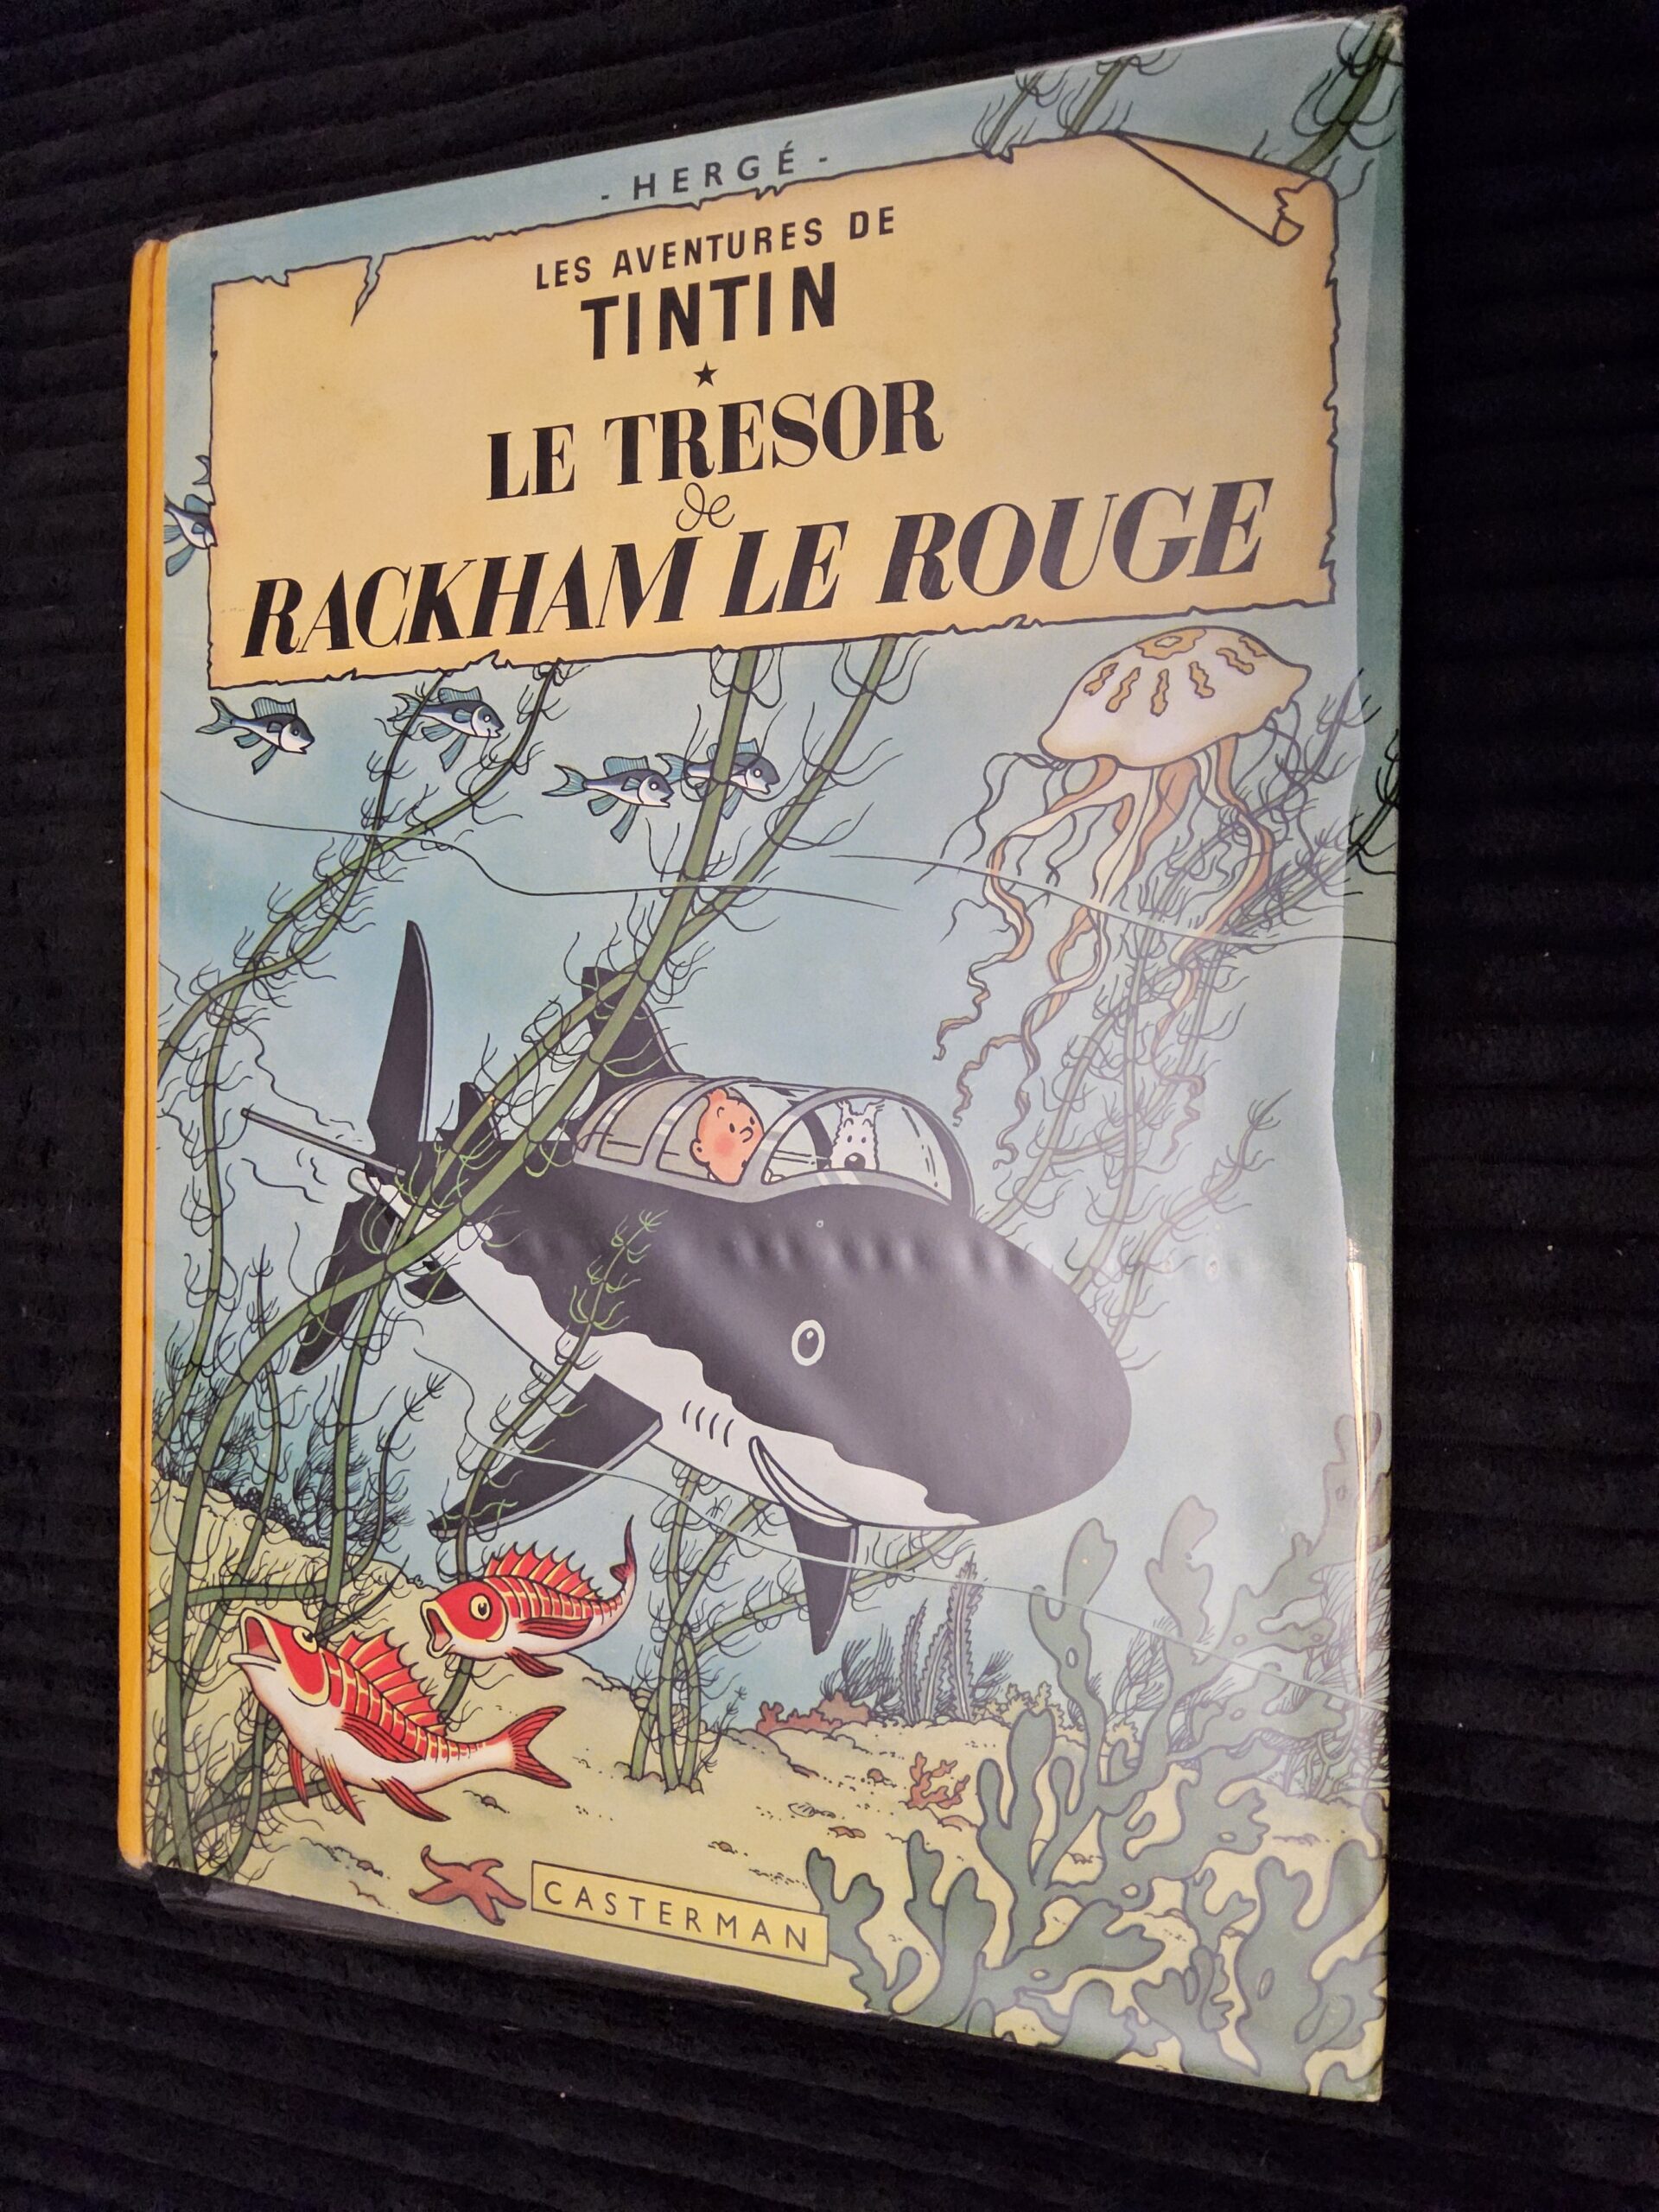 - HERGÉ -
LES AVENTURES DE
TINTIN
★
LE TRESOR
de
RACKHAM LE ROUGE
CASTERMAN